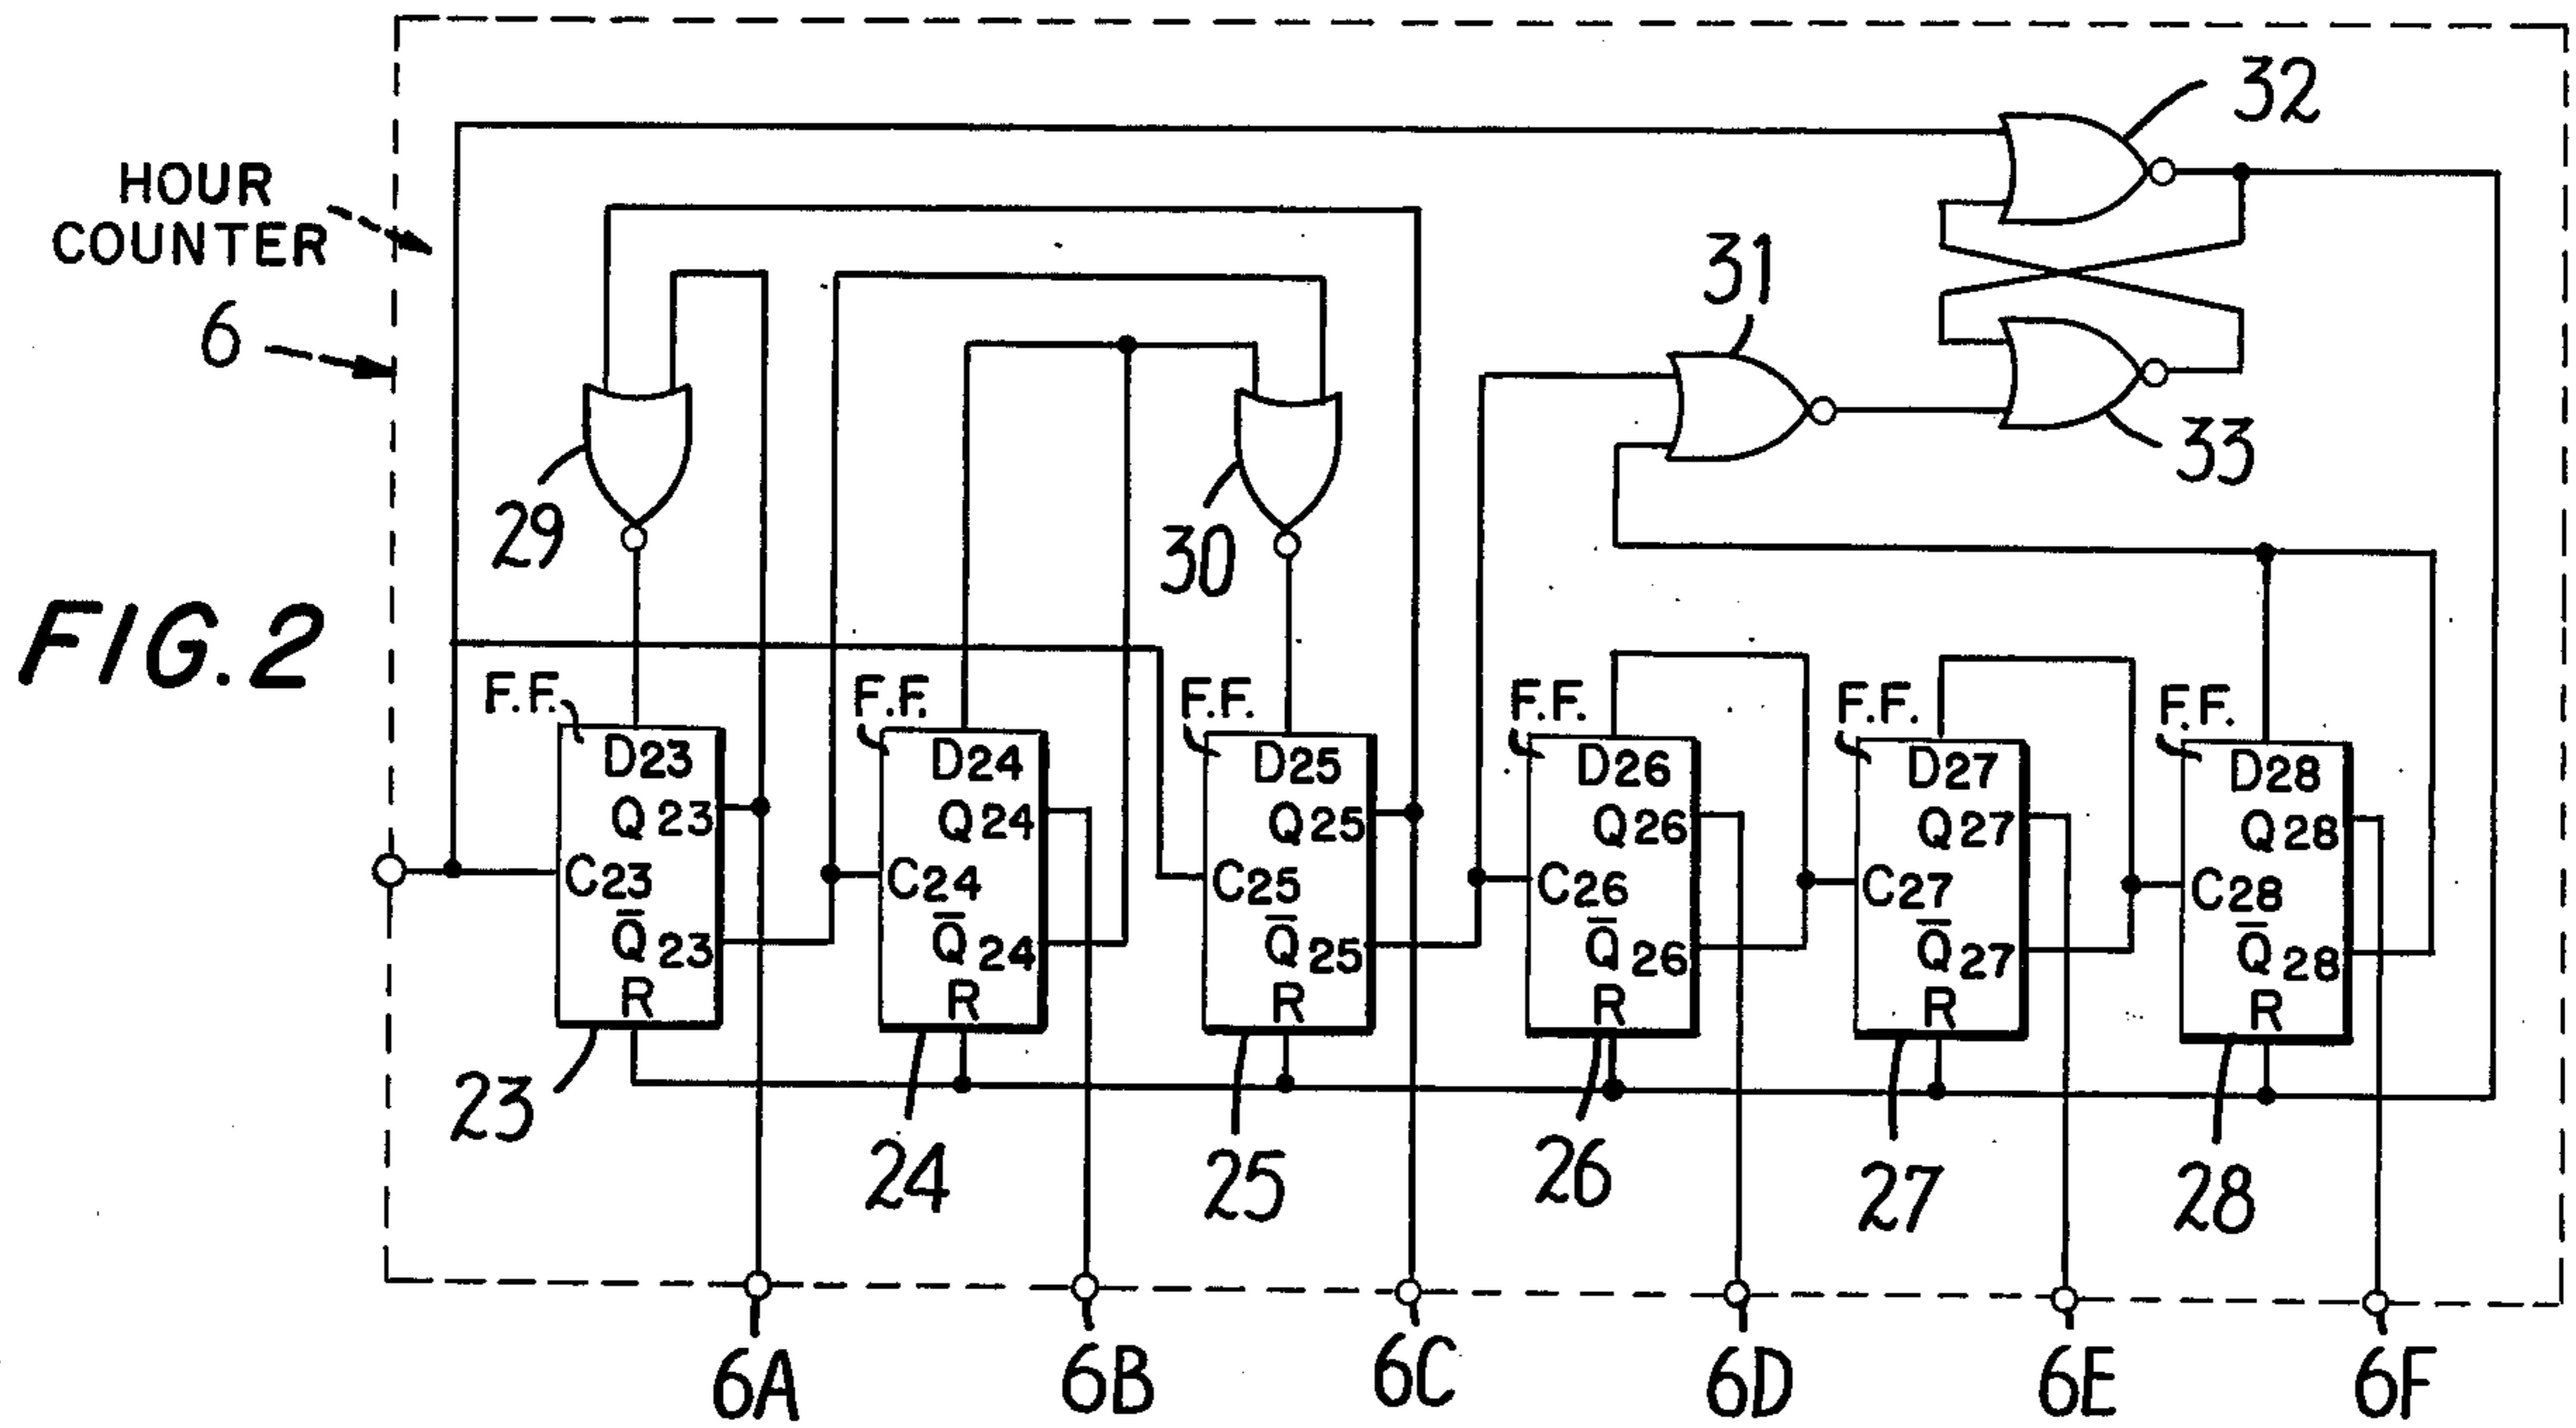 32
HOUR
COUNTER
6
31
33
29
30
FIG.2
F.F.
F.F.
F.F.
F.F.
F.F.
F.F.
D23
D24
D25
D26
D27
D28
Q23
Q24
Q25
Q26
Q27
Q28
C23
C24
C25
C26
C27
C28
Q̅23
Q̅24
Q̅25
Q̅26
Q̅27
Q̅28
R
R
R
R
R
R
23
24
25
26
27
28
6A
6B
6C
6D
6E
6F